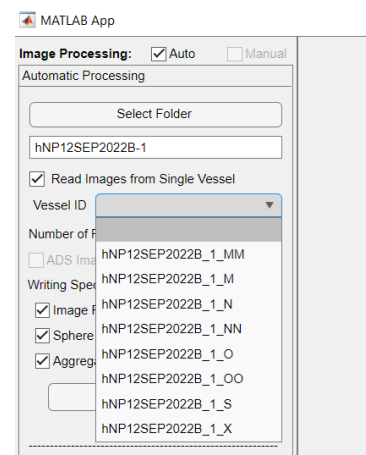 MATLAB App
Image Processing: Auto Manual
Automatic Processing
Select Folder
hNP12SEP2022B-1
Read Images from Single Vessel
Vessel ID
Number of
ADS Ima
Writing Spe
Image
Sphere
Aggrega
hNP12SEP2022B_1_MM
hNP12SEP2022B_1_M
hNP12SEP2022B_1_N
hNP12SEP2022B_1_NN
hNP12SEP2022B_1_O
hNP12SEP2022B_1_OO
hNP12SEP2022B_1_S
hNP12SEP2022B_1_X